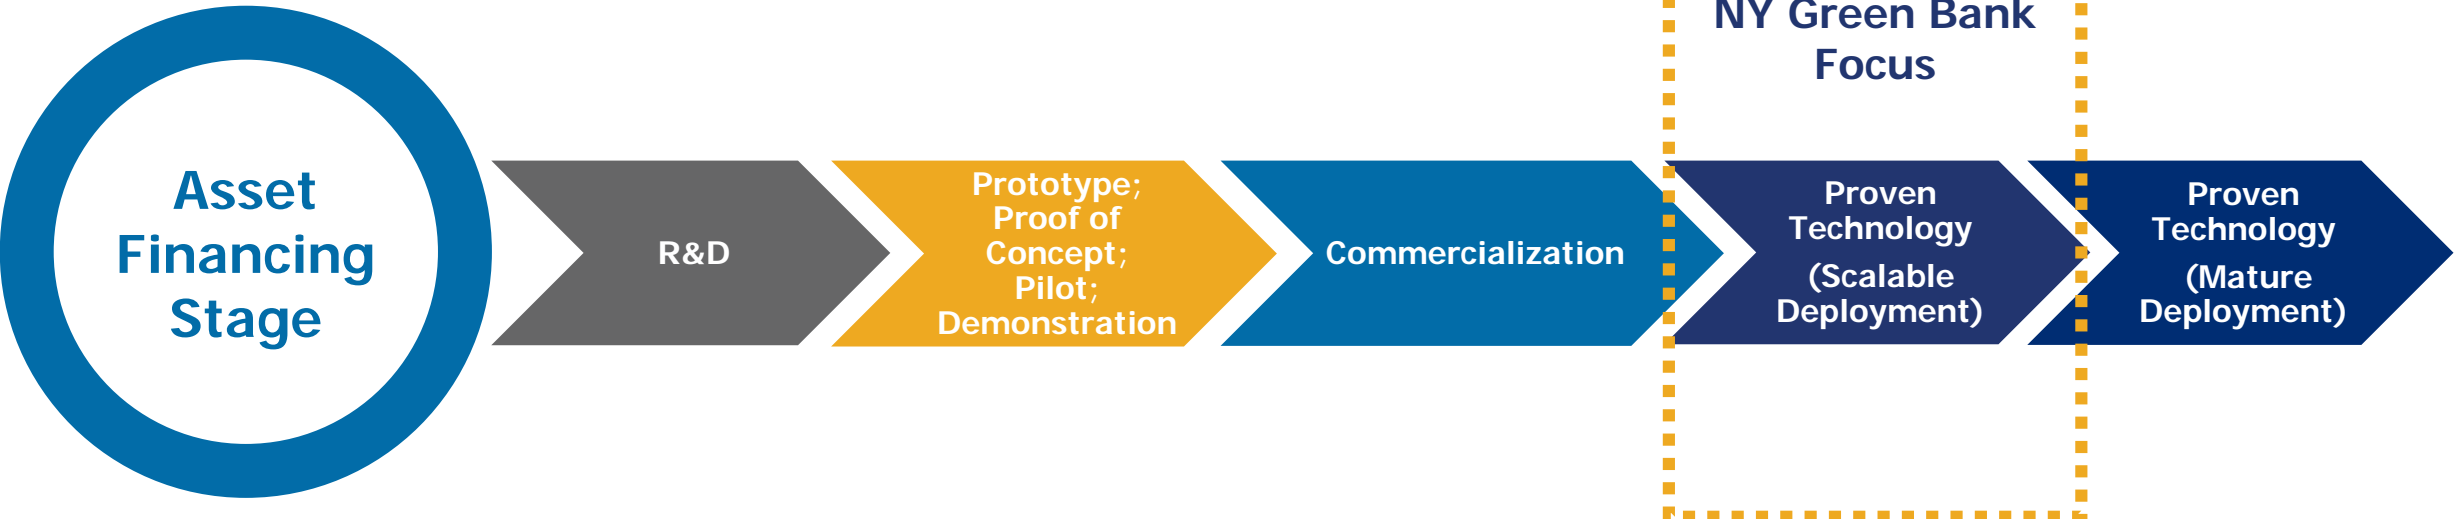 NY Green Bank
Focus
Asset
Financing
Stage
R&D
Prototype;
Proof of
Concept;
Pilot;
Demonstration
Commercialization
Proven
Technology
(Scalable
Deployment)
Proven
Technology
(Mature
Deployment)